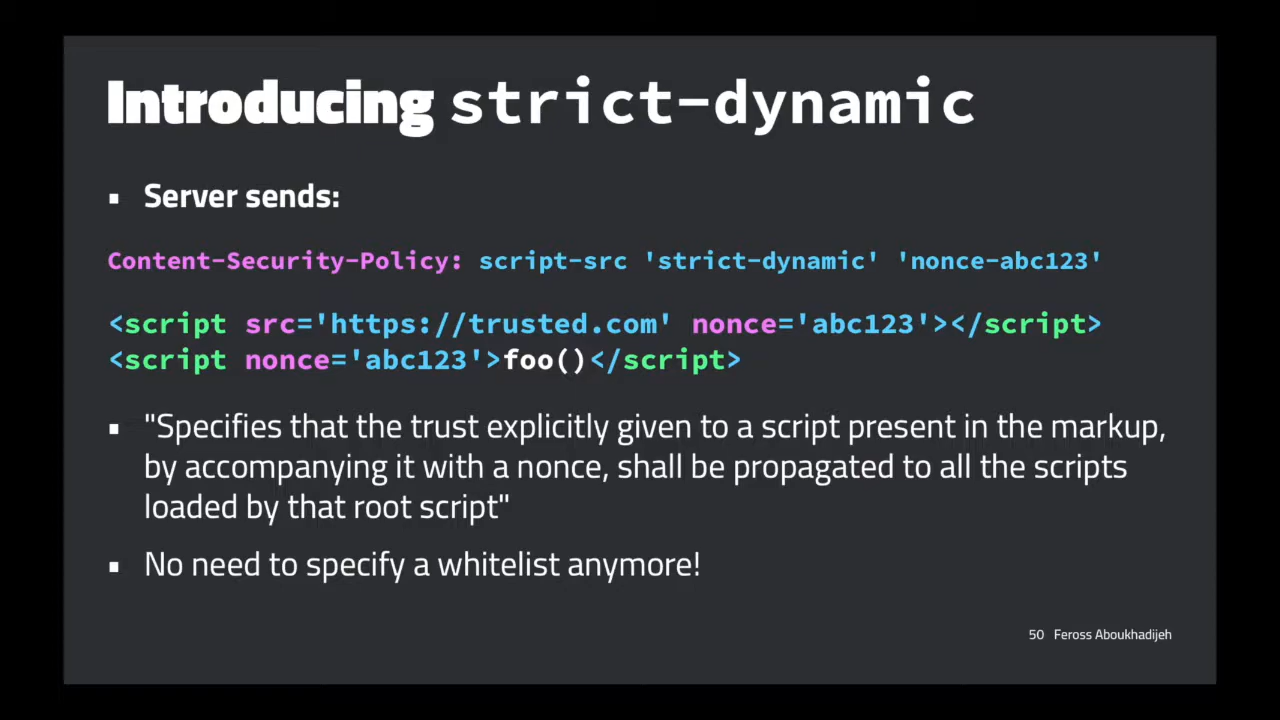 Introducing strict-dynamic
▪ Server sends:
Content-Security-Policy: script-src 'strict-dynamic' 'nonce-abc123'
<script src='https://trusted.com' nonce='abc123'></script>
<script nonce='abc123'>foo()</script>
▪ "Specifies that the trust explicitly given to a script present in the markup,
by accompanying it with a nonce, shall be propagated to all the scripts
loaded by that root script"
▪ No need to specify a whitelist anymore!
50 Feross Aboukhadijeh